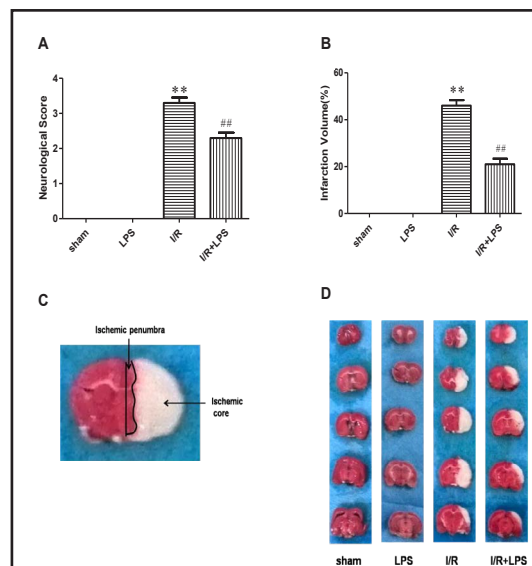 A
Neurological Score
4
3
2
1
0
**
##
sham
LPS
I/R
I/R+LPS
B
Infarction Volume(%)
60
40
20
0
**
##
sham
LPS
I/R
I/R+LPS
C
Ischemic penumbra
Ischemic
core
D
sham LPS I/R I/R+LPS